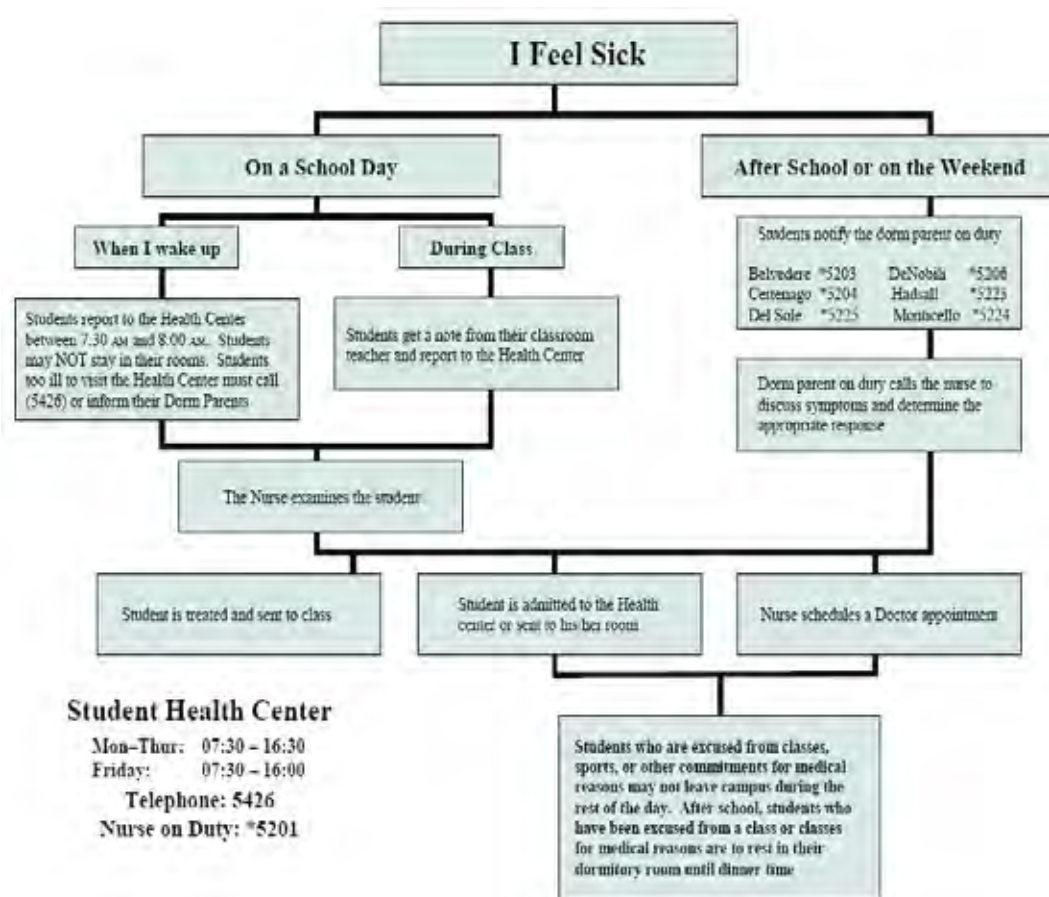 I Feel Sick
On a School Day
After School or on the Weekend
When I wake up
During Class
Students notify the dorm parent on duty
Belvedere *5203 DeNobili *5206
Certenago *5204 Hadsall *5223
Del Sole *5225 Monticello *5224
Students report to the Health Center
between 7.30 AM and 8.00 AM. Students
may NOT stay in their rooms. Students
too ill to visit the Health Center must call
(5426) or inform their Dorm Parents
Students get a note from their classroom
teacher and report to the Health Center
Dorm parent on duty calls the nurse to
discuss symptoms and determine the
appropriate response
The Nurse examines the student
Student is treated and sent to class
Student is admitted to the Health
center or sent to his her room
Nurse schedules a Doctor appointment
Student Health Center
Mon–Thur: 07:30 – 16:30
Friday: 07:30 – 16:00
Telephone: 5426
Nurse on Duty: *5201
Students who are excused from classes,
sports, or other commitments for medical
reasons may not leave campus during the
rest of the day. After school, students who
have been excused from a class or classes
for medical reasons are to rest in their
dormitory room until dinner time